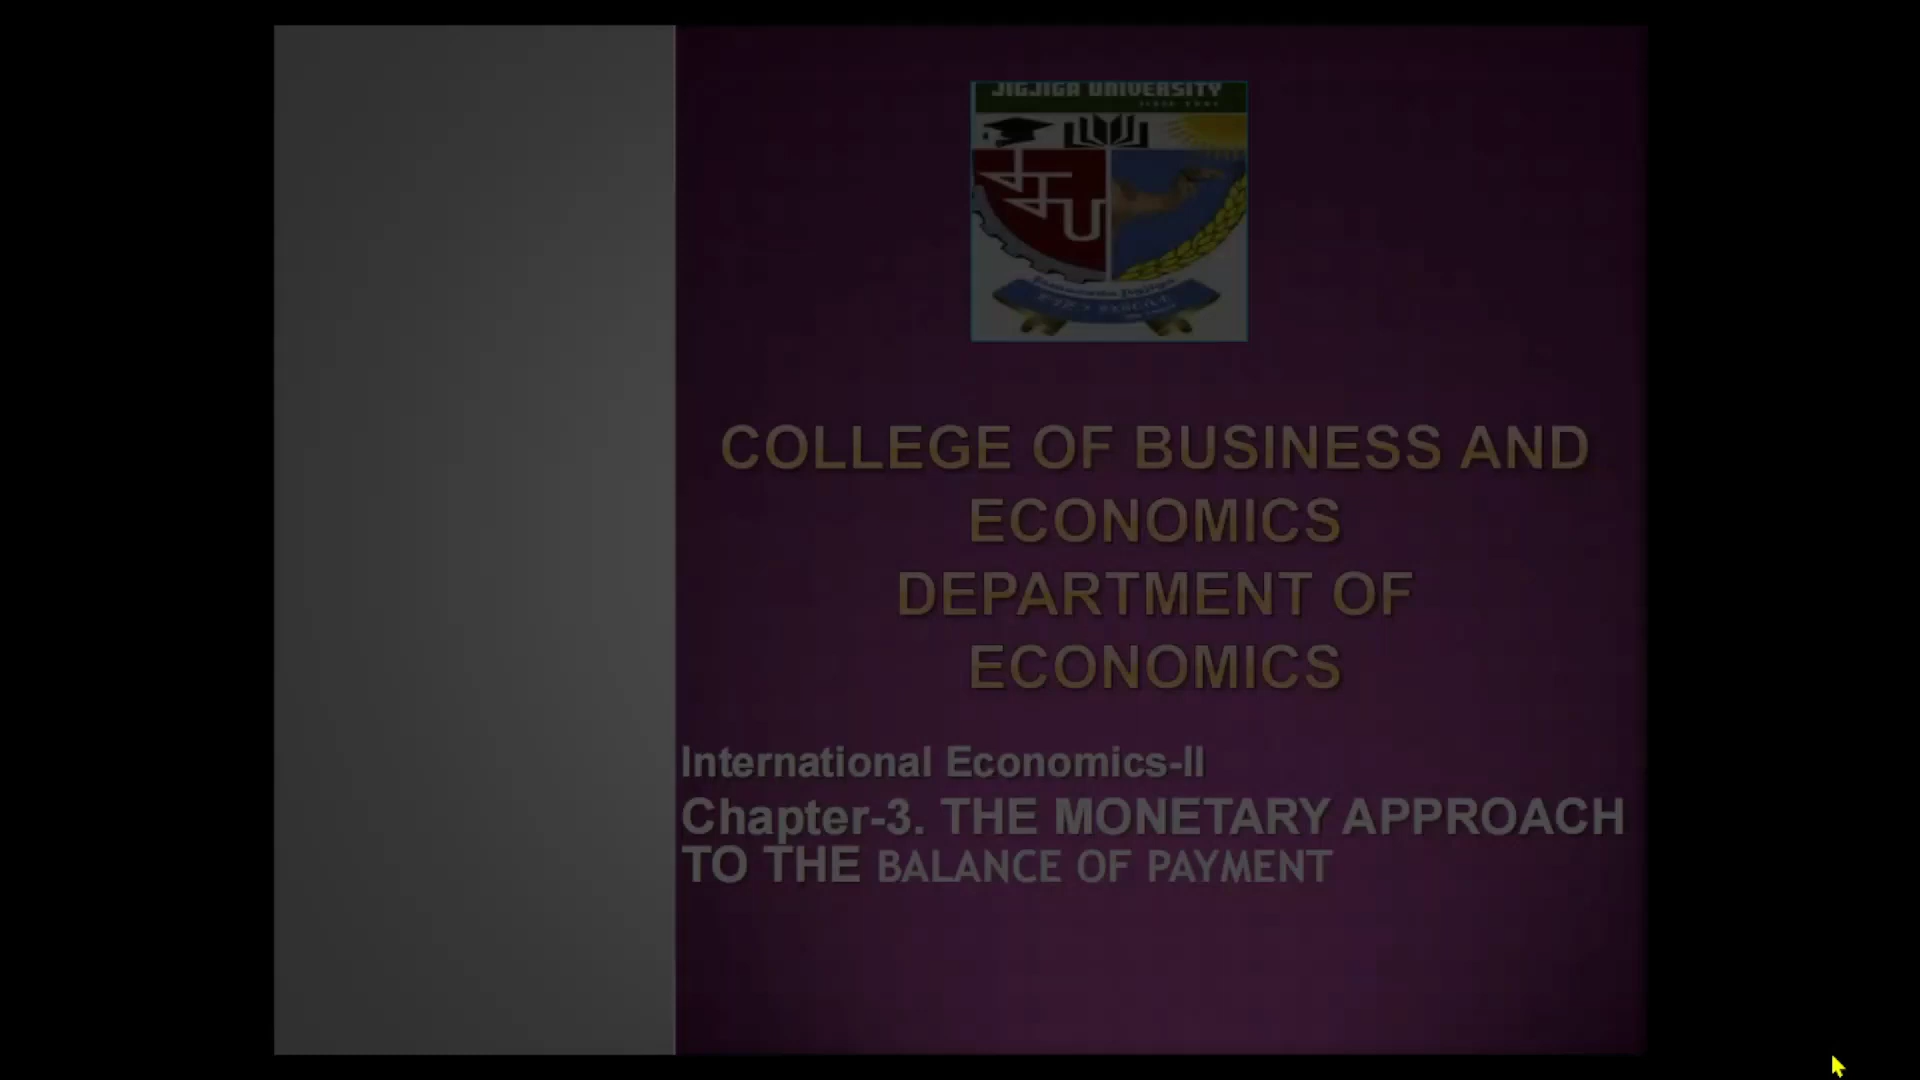 JIGJIGA UNIVERSITY
COLLEGE OF BUSINESS AND
ECONOMICS
DEPARTMENT OF
ECONOMICS
International Economics-II
Chapter-3. THE MONETARY APPROACH
TO THE BALANCE OF PAYMENT